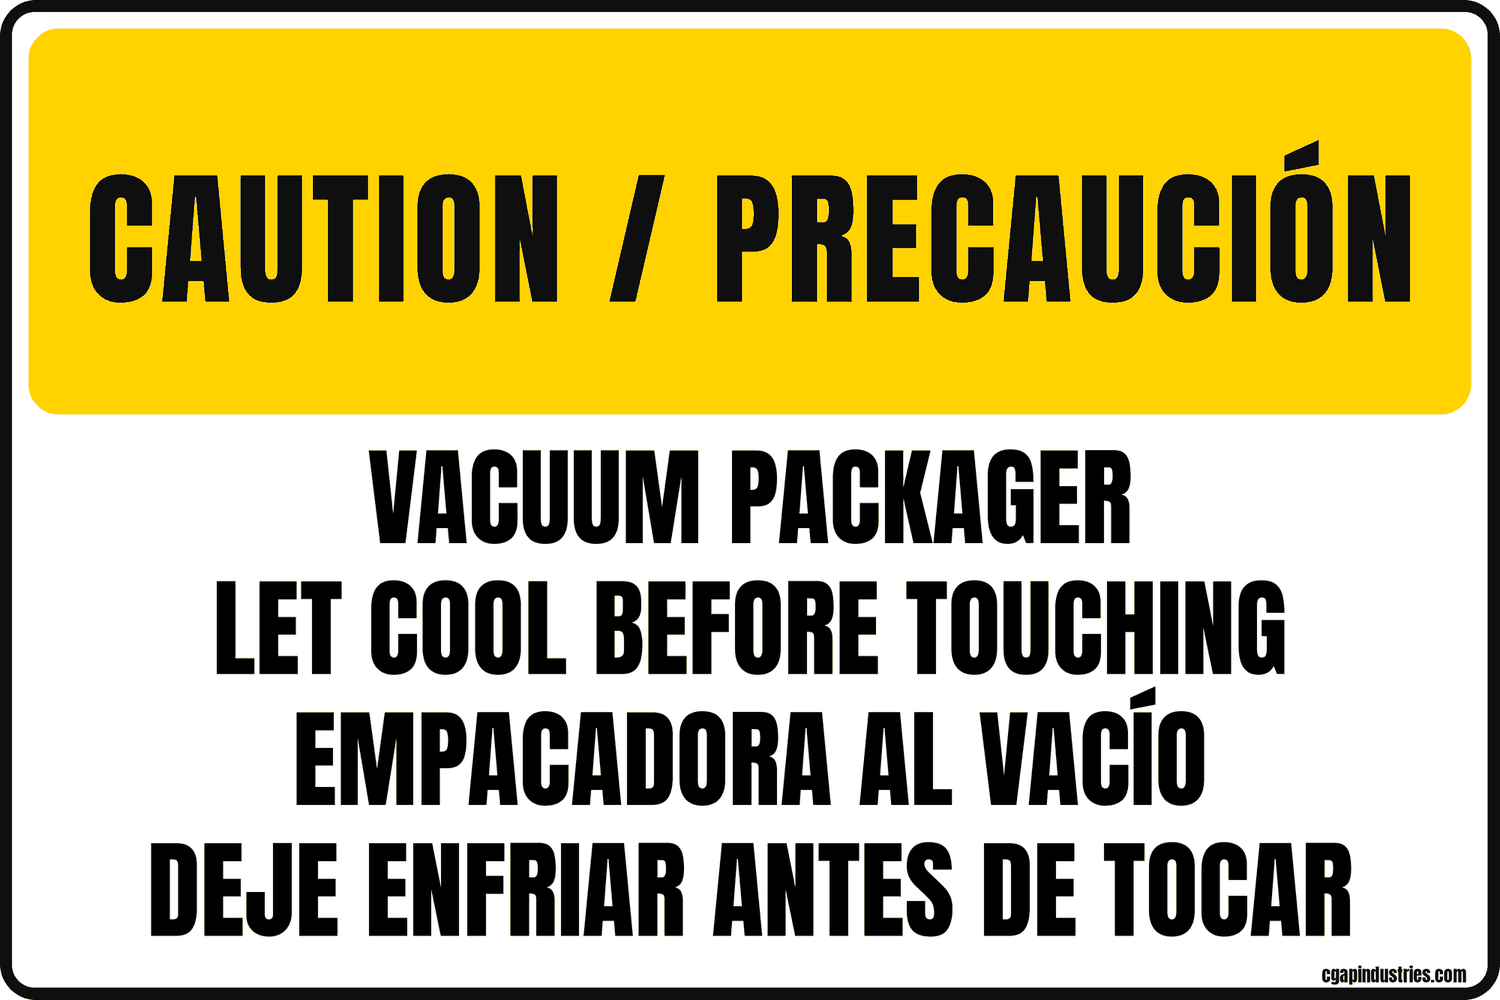 CAUTION / PRECAUCIÓN
VACUUM PACKAGER
LET COOL BEFORE TOUCHING
EMPACADORA AL VACÍO
DEJE ENFRIAR ANTES DE TOCAR
cgapindustries.com